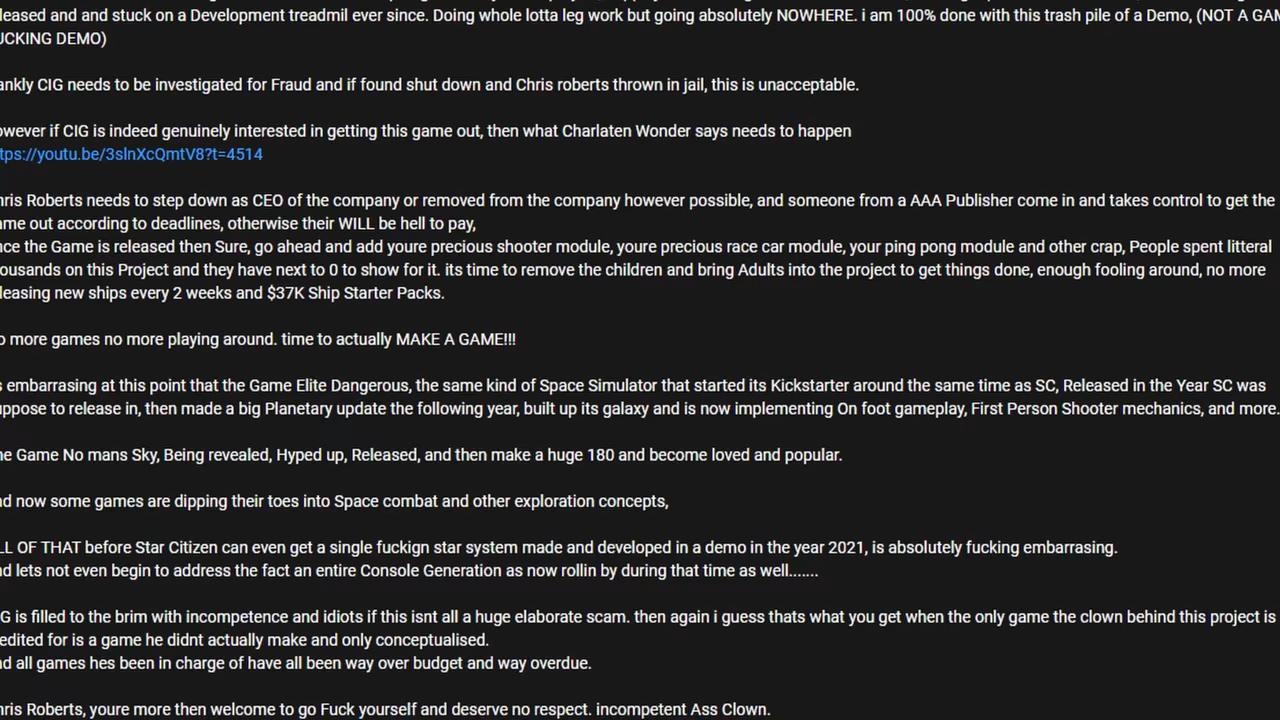 leased and and stuck on a Development treadmil ever since. Doing whole lotta leg work but going absolutely NOWHERE. i am 100% done with this trash pile of a Demo, (NOT A GAM
UCKING DEMO)
ankly CIG needs to be investigated for Fraud and if found shut down and Chris roberts thrown in jail, this is unacceptable.
owever if CIG is indeed genuinely interested in getting this game out, then what Charlaten Wonder says needs to happen
tps://youtu.be/3slnXcQmtV8?t=4514
hris Roberts needs to step down as CEO of the company or removed from the company however possible, and someone from a AAA Publisher come in and takes control to get the
ame out according to deadlines, otherwise their WILL be hell to pay,
nce the Game is released then Sure, go ahead and add youre precious shooter module, youre precious race car module, your ping pong module and other crap, People spent litteral
ousands on this Project and they have next to 0 to show for it. its time to remove the children and bring Adults into the project to get things done, enough fooling around, no more
leasing new ships every 2 weeks and $37K Ship Starter Packs.
o more games no more playing around. time to actually MAKE A GAME!!!
s embarrasing at this point that the Game Elite Dangerous, the same kind of Space Simulator that started its Kickstarter around the same time as SC, Released in the Year SC was
uppose to release in, then made a big Planetary update the following year, built up its galaxy and is now implementing On foot gameplay, First Person Shooter mechanics, and more.
he Game No mans Sky, Being revealed, Hyped up, Released, and then make a huge 180 and become loved and popular.
nd now some games are dipping their toes into Space combat and other exploration concepts,
LL OF THAT before Star Citizen can even get a single fuckign star system made and developed in a demo in the year 2021, is absolutely fucking embarrasing.
nd lets not even begin to address the fact an entire Console Generation as now rollin by during that time as well.......
G is filled to the brim with incompetence and idiots if this isnt all a huge elaborate scam. then again i guess thats what you get when the only game the clown behind this project is
edited for is a game he didnt actually make and only conceptualised.
nd all games hes been in charge of have all been way over budget and way overdue.
hris Roberts, youre more then welcome to go Fuck yourself and deserve no respect. incompetent Ass Clown.